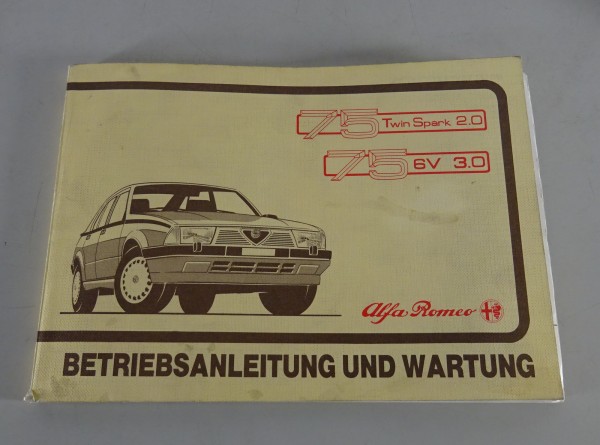 75 Twin Spark 2.0
75 6V 3.0
Alfa Romeo
BETRIEBSANLEITUNG UND WARTUNG